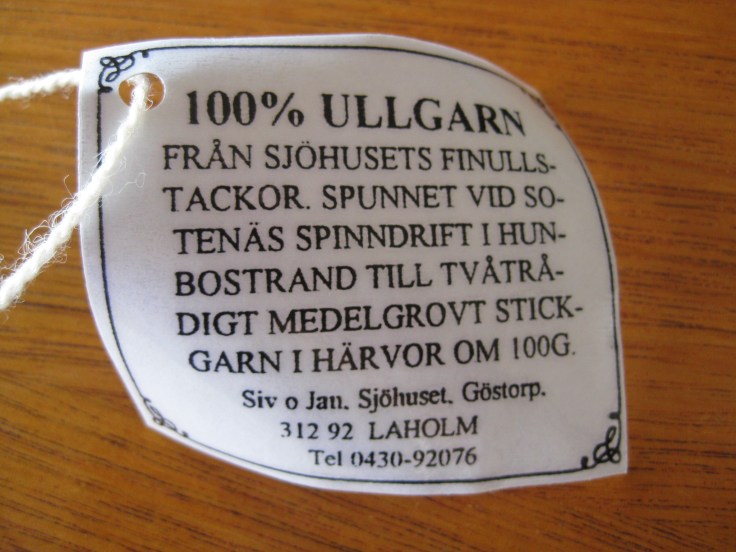 100% ULLGARN
FRÅN SJÖHUSETS FINULLS-
TACKOR. SPUNNET VID SO-
TENÄS SPINNDRIFT I HUN-
BOSTRAND TILL TVÅTRÅ-
DIGT MEDELGROVT STICK-
GARN I HÄRVOR OM 100G.
Siv o Jan. Sjöhuset. Göstorp.
312 92 LAHOLM
Tel 0430-92076